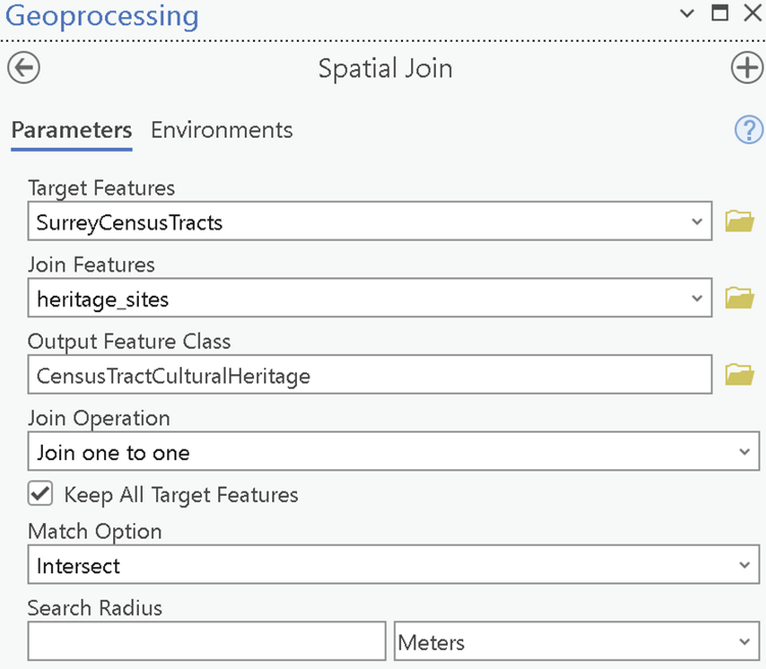 Geoprocessing
Spatial Join
Parameters Environments ?
Target Features
SurreyCensusTracts
Join Features
heritage_sites
Output Feature Class
CensusTractCulturalHeritage
Join Operation
Join one to one
Keep All Target Features
Match Option
Intersect
Search Radius
Meters